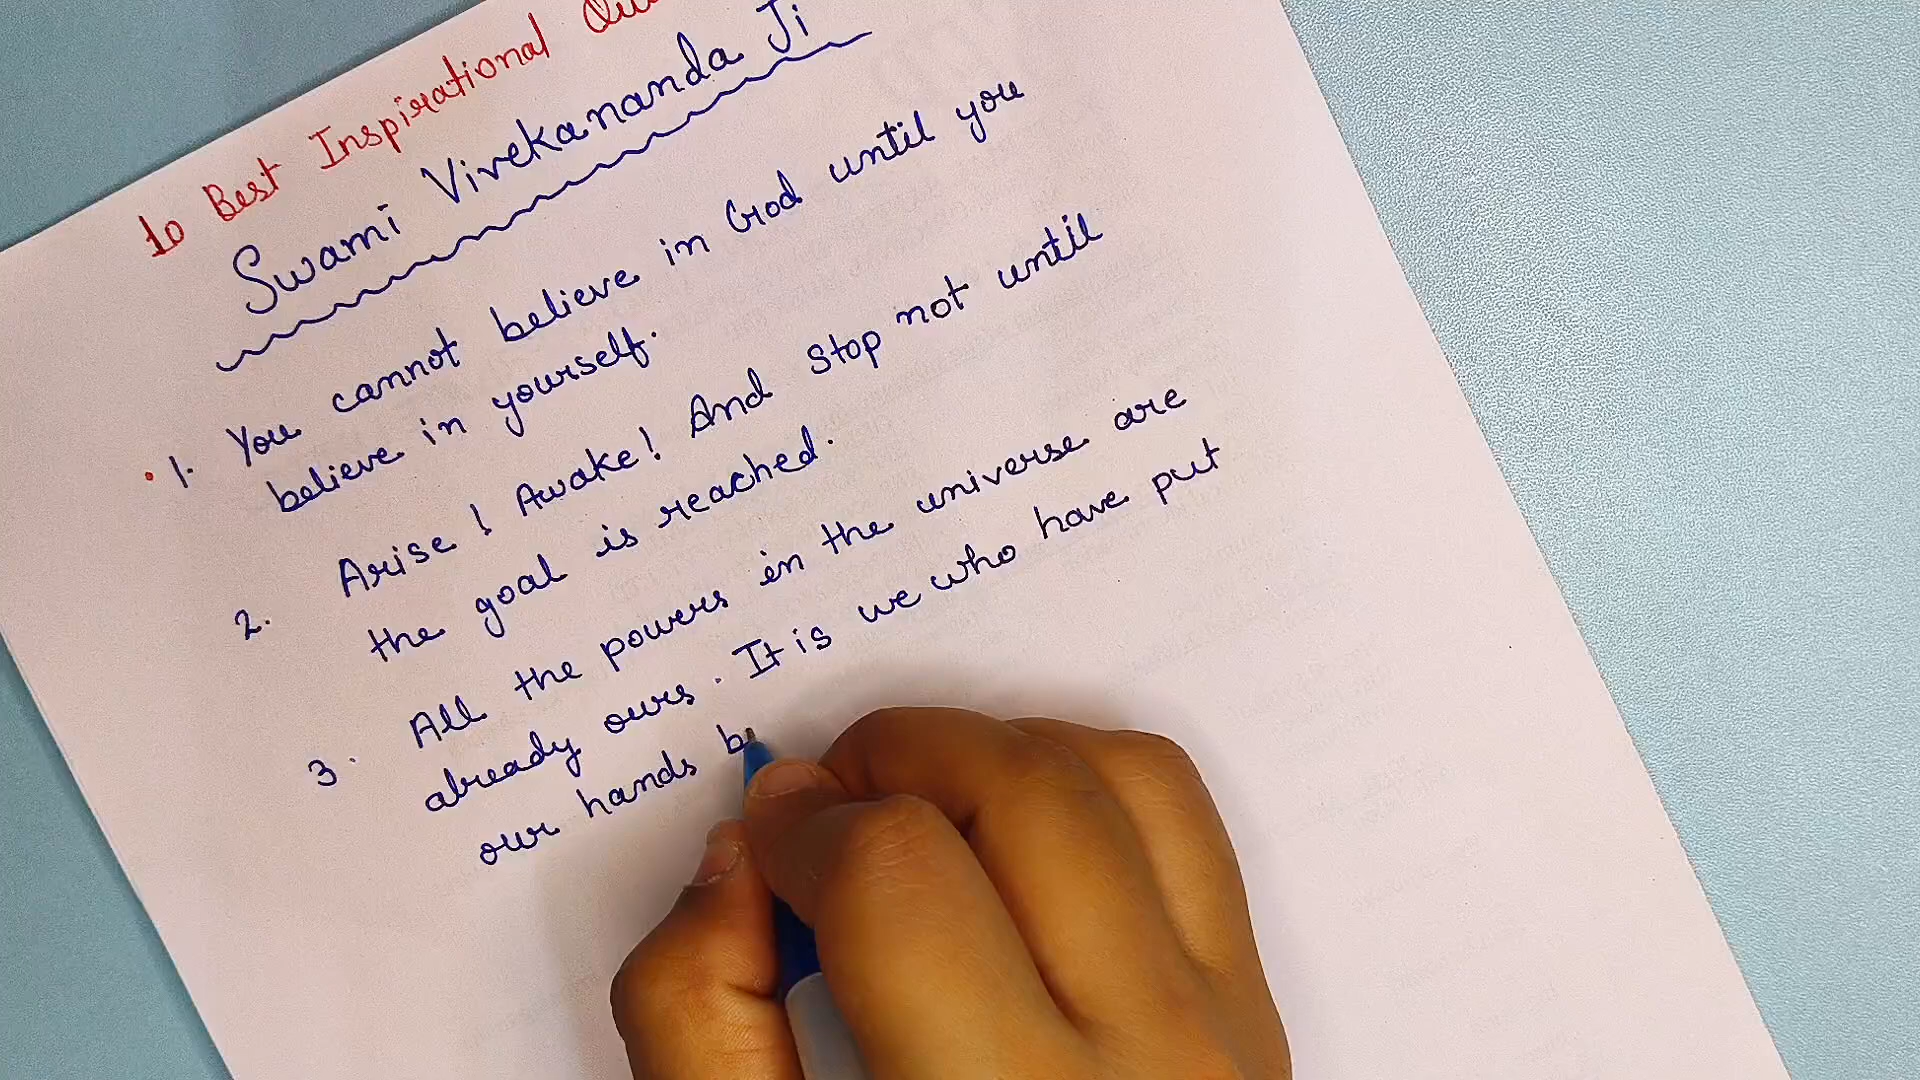 10 Best Inspirational
Swami Vivekananda Ji
1. You cannot believe in God until you
believe in yourself.
2. Arise! Awake! And Stop not until
the goal is reached.
3. All the powers in the universe are
already ours. It is we who have put
our hands